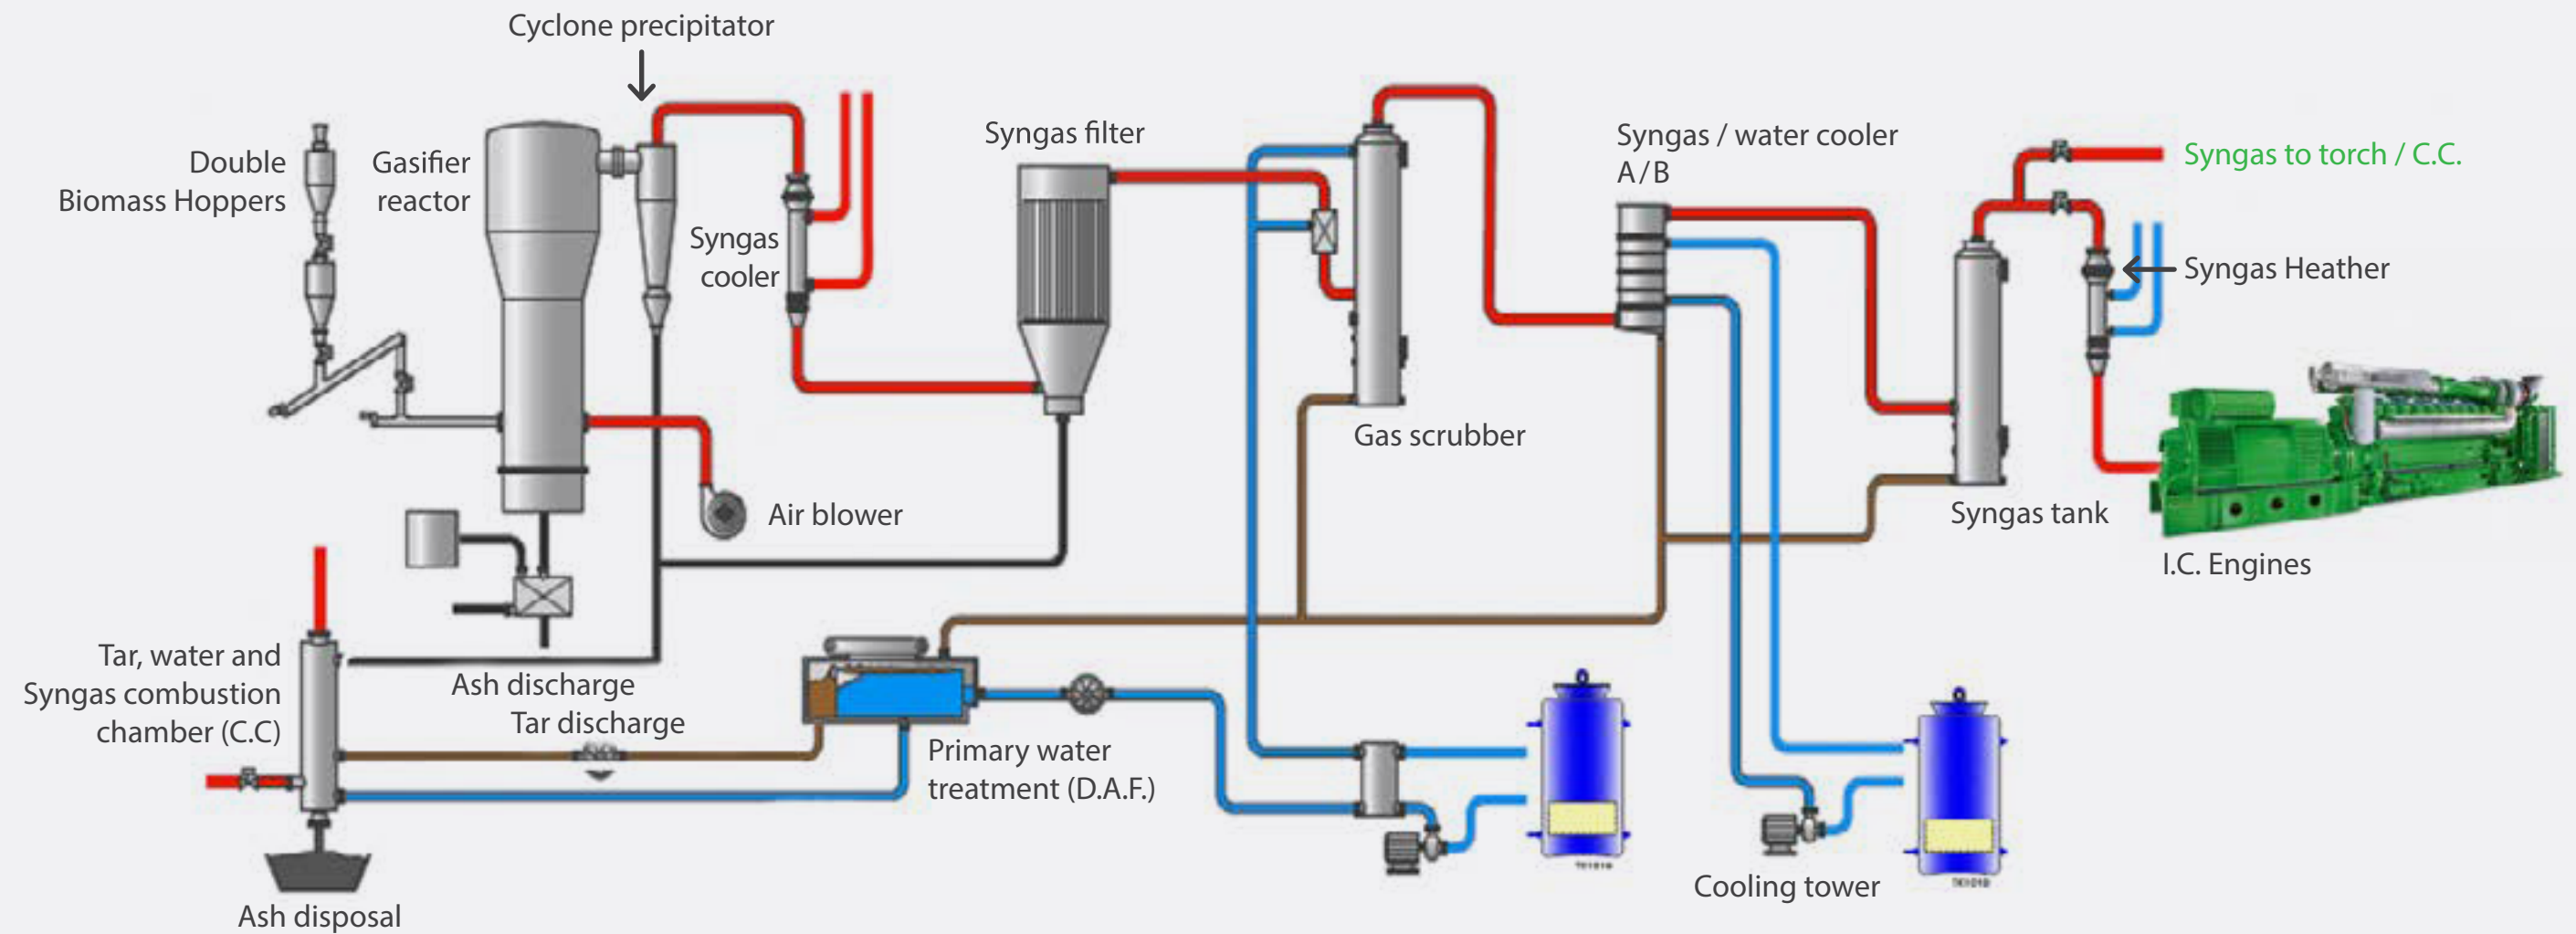 Cyclone precipitator
Double
Biomass Hoppers
Gasifier
reactor
Syngas
cooler
Syngas filter
Syngas / water cooler
A / B
Syngas to torch / C.C.
Syngas Heather
Gas scrubber
Air blower
Syngas tank
I.C. Engines
Tar, water and
Syngas combustion
chamber (C.C)
Ash discharge
Tar discharge
Primary water
treatment (D.A.F.)
Cooling tower
Ash disposal